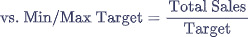 vs. Min/Max Target = Total Sales / Target